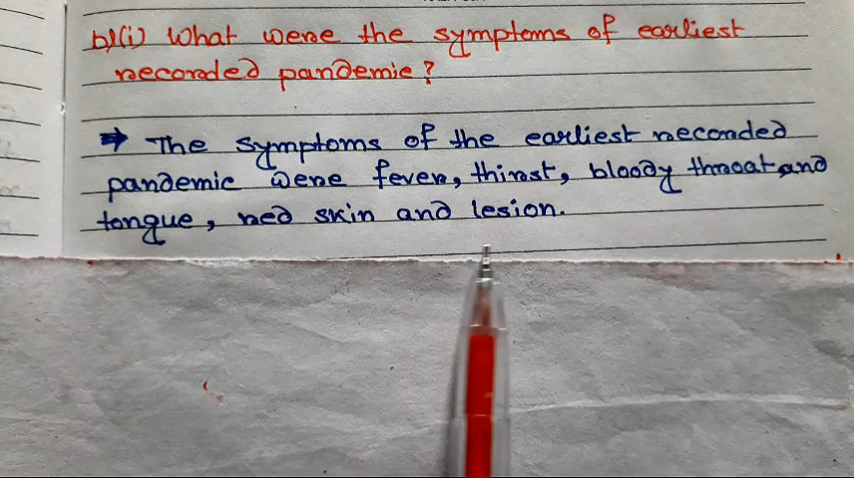 b)(i) What were the symptoms of earliest
recorded pandemic?
➡ The symptoms of the earliest recorded
pandemic were fever, thirst, bloody throat and
tongue, red skin and lesion.